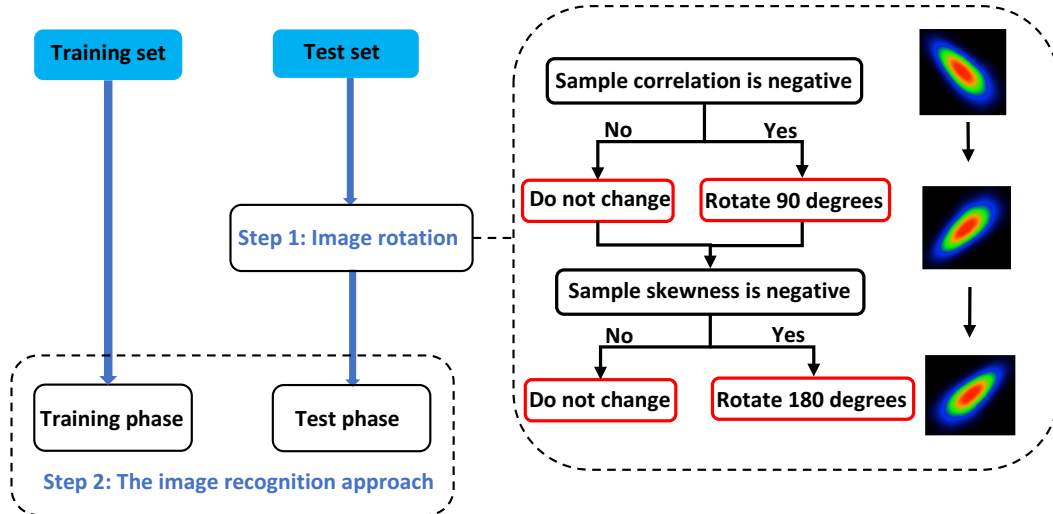 Training set
Test set
Step 1: Image rotation
Training phase
Test phase
Step 2: The image recognition approach
Sample correlation is negative
No
Yes
Do not change
Rotate 90 degrees
Sample skewness is negative
No
Yes
Do not change
Rotate 180 degrees